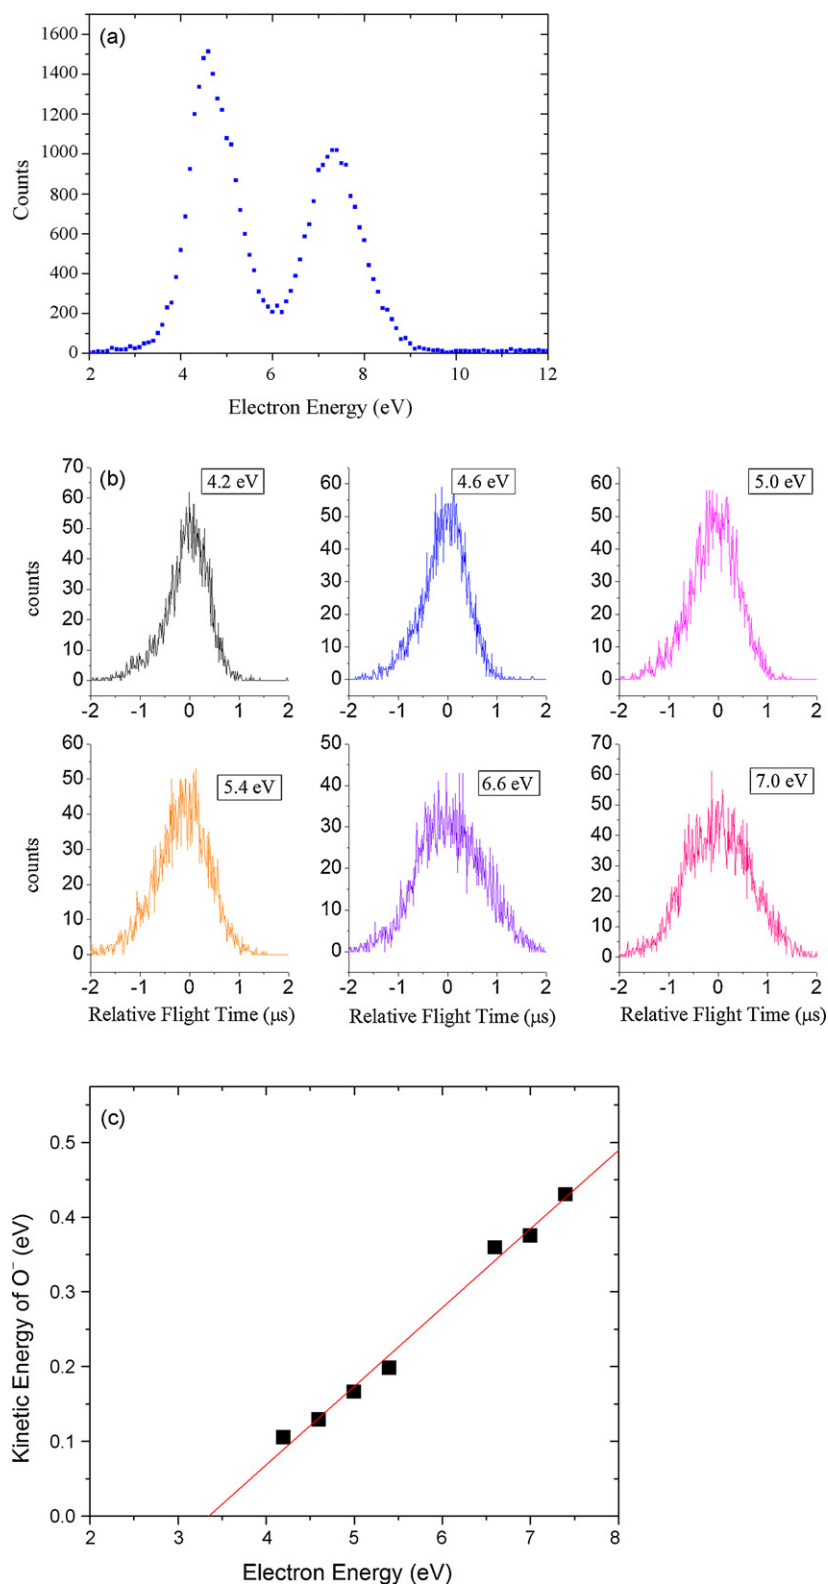 (a)
1600
1400
1200
1000
800
600
400
200
0
Counts
2 4 6 8 10 12
Electron Energy (eV)
(b)
70
60
50
40
30
20
10
0
counts
4.2 eV
-2 -1 0 1 2
60
50
40
30
20
10
0
4.6 eV
-2 -1 0 1 2
70
60
50
40
30
20
10
0
5.0 eV
-2 -1 0 1 2
60
50
40
30
20
10
0
counts
5.4 eV
-2 -1 0 1 2
Relative Flight Time (μs)
50
40
30
20
10
0
6.6 eV
-2 -1 0 1 2
Relative Flight Time (μs)
70
60
50
40
30
20
10
0
7.0 eV
-2 -1 0 1 2
Relative Flight Time (μs)
(c)
0.5
0.4
0.3
0.2
0.1
0.0
Kinetic Energy of O⁻ (eV)
2 3 4 5 6 7 8
Electron Energy (eV)